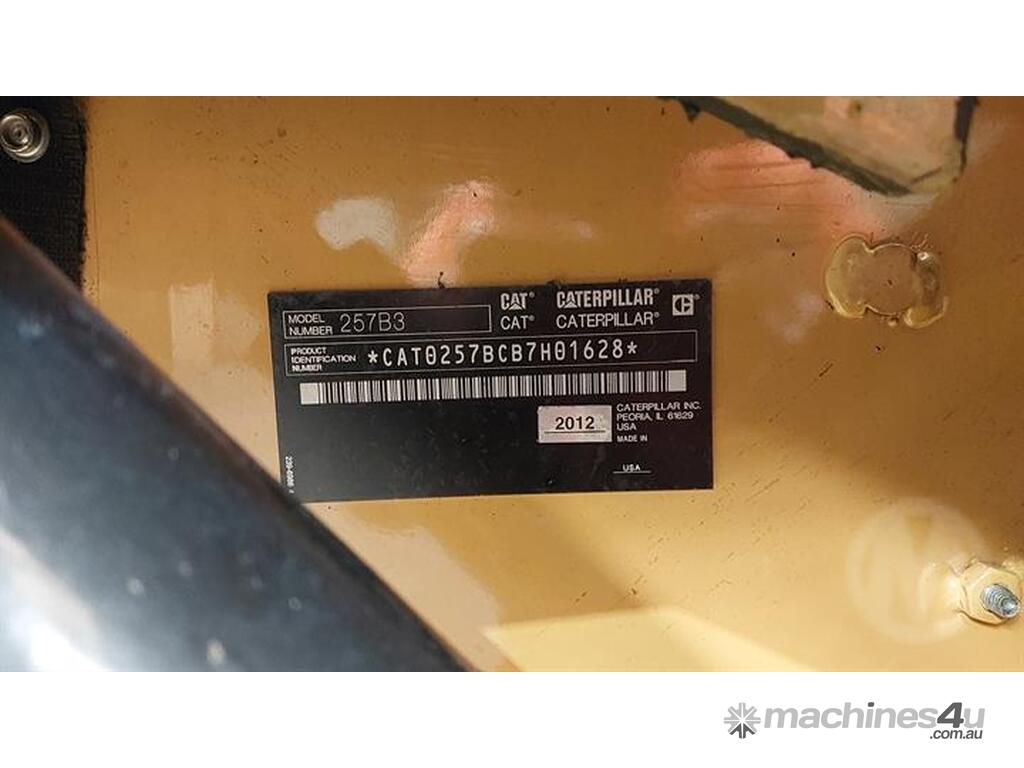 CAT® CATERPILLAR®
MODEL NUMBER 257B3 CAT® CATERPILLAR®
PRODUCT IDENTIFICATION NUMBER *CAT0257BCB7H01628*
2012
CATERPILLAR INC.
PEORIA, IL 61629
USA
MADE IN
USA
machines4u
.com.au